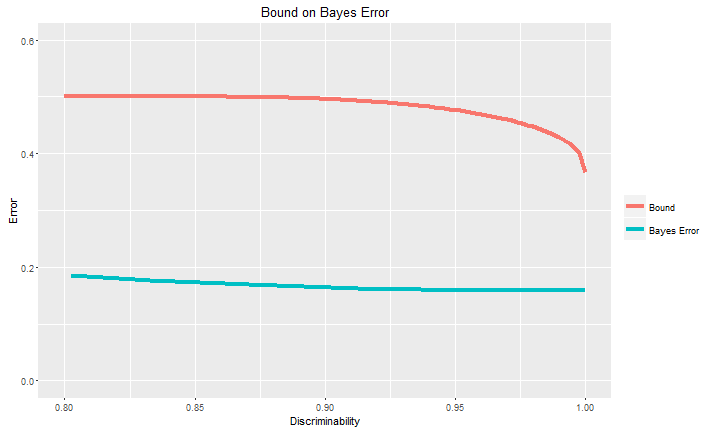 Bound on Bayes Error
0.6
0.4
0.2
0.0
Error
0.80 0.85 0.90 0.95 1.00
Discriminability
Bound
Bayes Error